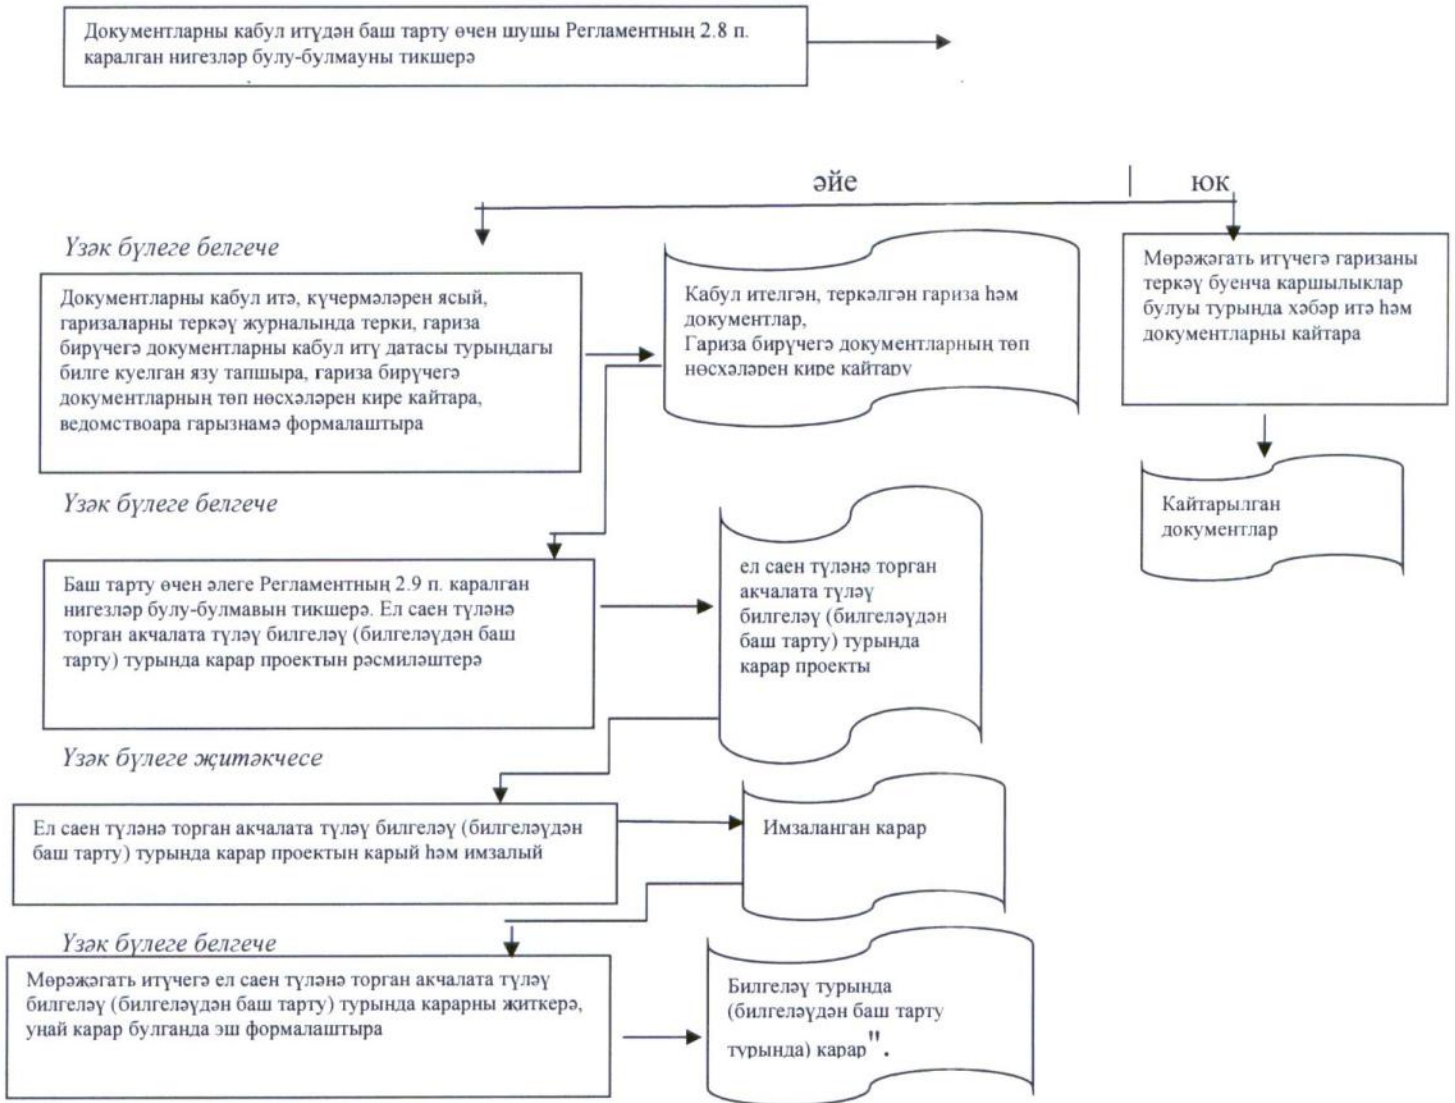 Документларны кабул итүдән баш тарту өчен шушы Регламентның 2.8 п.
каралган нигезләр булу-булмауны тикшерә
әйе
юк
Үзәк бүлеге белгече
Документларны кабул итә, күчермәләрен ясый,
гаризаларны теркәү журналында терки, гариза
бирүчегә документларны кабул итү датасы турындагы
билге куелган язу тапшыра, гариза бирүчегә
документларның төп нөсхәләрен кире кайтара,
ведомствоара гарызнамә формалаштыра
Кабул ителгән, теркәлгән гариза һәм
документлар,
Гариза бирүчегә документларның төп
нөсхәләрен кире кайтару
Мөрәҗәгать итүчегә гаризаны
теркәү буенча каршылыклар
булуы турында хәбәр итә һәм
документларны кайтара
Кайтарылган
документлар
Үзәк бүлеге белгече
Баш тарту өчен әлеге Регламентның 2.9 п. каралган
нигезләр булу-булмавын тикшерә. Ел саен түләнә
торган акчалата түләү билгеләү (билгеләүдән баш
тарту) турында карар проектын рәсмиләштерә
ел саен түләнә торган
акчалата түләү
билгеләү (билгеләүдән
баш тарту) турында
карар проекты
Үзәк бүлеге җитәкчесе
Ел саен түләнә торган акчалата түләү билгеләү (билгеләүдән
баш тарту) турында карар проектын карый һәм имзалый
Имзаланган карар
Үзәк бүлеге белгече
Мөрәҗәгать итүчегә ел саен түләнә торган акчалата түләү
билгеләү (билгеләүдән баш тарту) турында карарны җиткерә,
уңай карар булганда эш формалаштыра
Билгеләү турында
(билгеләүдән баш тарту
турында) карар".